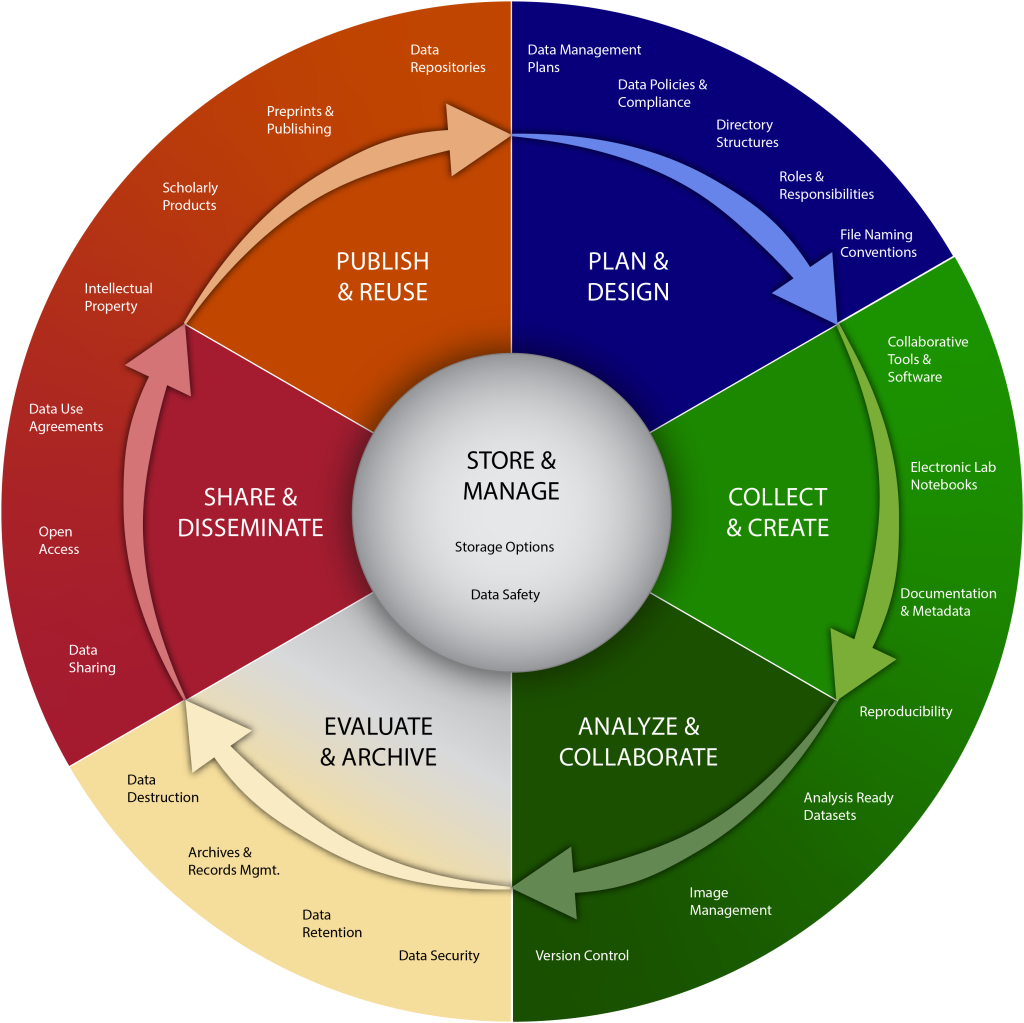 Data
Repositories
Data Management
Plans
Data Policies &
Compliance
Directory
Structures
Roles &
Responsibilities
File Naming
Conventions
Preprints &
Publishing
Scholarly
Products
Intellectual
Property
PUBLISH
& REUSE
PLAN &
DESIGN
Collaborative
Tools &
Software
Electronic Lab
Notebooks
Documentation
& Metadata
Reproducibility
Data Use
Agreements
Open
Access
Data
Sharing
SHARE &
DISSEMINATE
STORE &
MANAGE
Storage Options
Data Safety
COLLECT
& CREATE
EVALUATE
& ARCHIVE
ANALYZE &
COLLABORATE
Data
Destruction
Archives &
Records Mgmt.
Data
Retention
Data Security
Analysis Ready
Datasets
Image
Management
Version Control